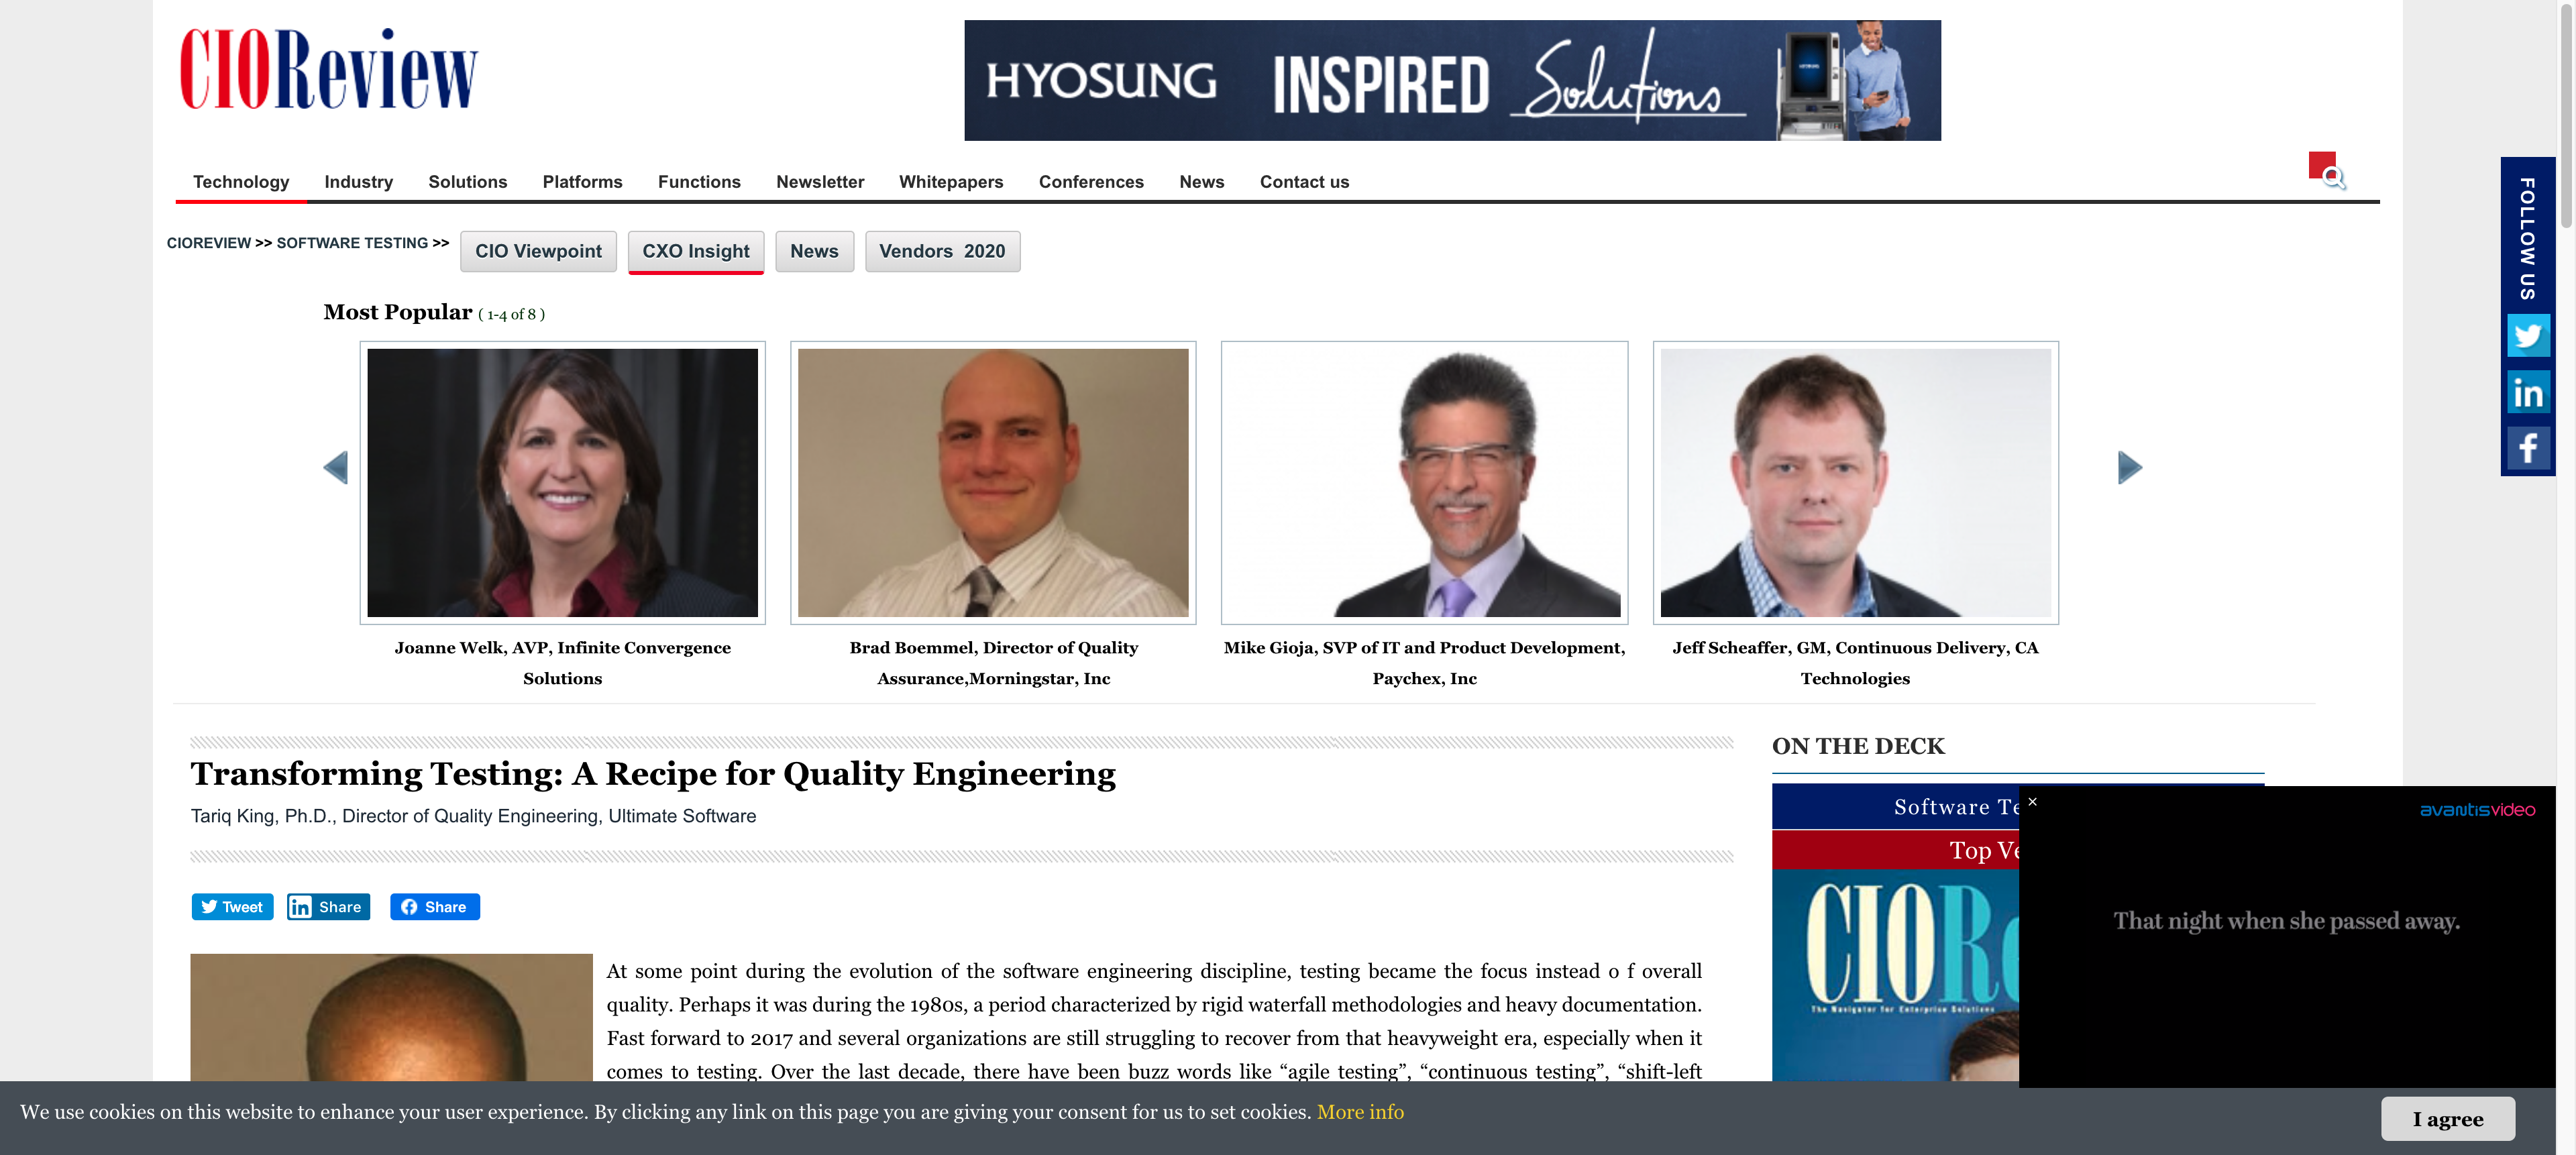 CIOReview
HYOSUNG INSPIRED Solutions
Technology Industry Solutions Platforms Functions Newsletter Whitepapers Conferences News Contact us
FOLLOW US
CIOREVIEW >> SOFTWARE TESTING >> CIO Viewpoint CXO Insight News Vendors 2020
Most Popular ( 1-4 of 8 )
Joanne Welk, AVP, Infinite Convergence
Solutions
Brad Boemmel, Director of Quality
Assurance,Morningstar, Inc
Mike Gioja, SVP of IT and Product Development,
Paychex, Inc
Jeff Scheaffer, GM, Continuous Delivery, CA
Technologies
Transforming Testing: A Recipe for Quality Engineering
Tariq King, Ph.D., Director of Quality Engineering, Ultimate Software
Tweet Share Share
At some point during the evolution of the software engineering discipline, testing became the focus instead o f overall
quality. Perhaps it was during the 1980s, a period characterized by rigid waterfall methodologies and heavy documentation.
Fast forward to 2017 and several organizations are still struggling to recover from that heavyweight era, especially when it
comes to testing. Over the last decade, there have been buzz words like “agile testing”, “continuous testing”, “shift-left
ON THE DECK
Software Te
Top Ve
CIORe
The Navigator for Enterprise Solutions
avantisvideo
That night when she passed away.
We use cookies on this website to enhance your user experience. By clicking any link on this page you are giving your consent for us to set cookies. More info
I agree